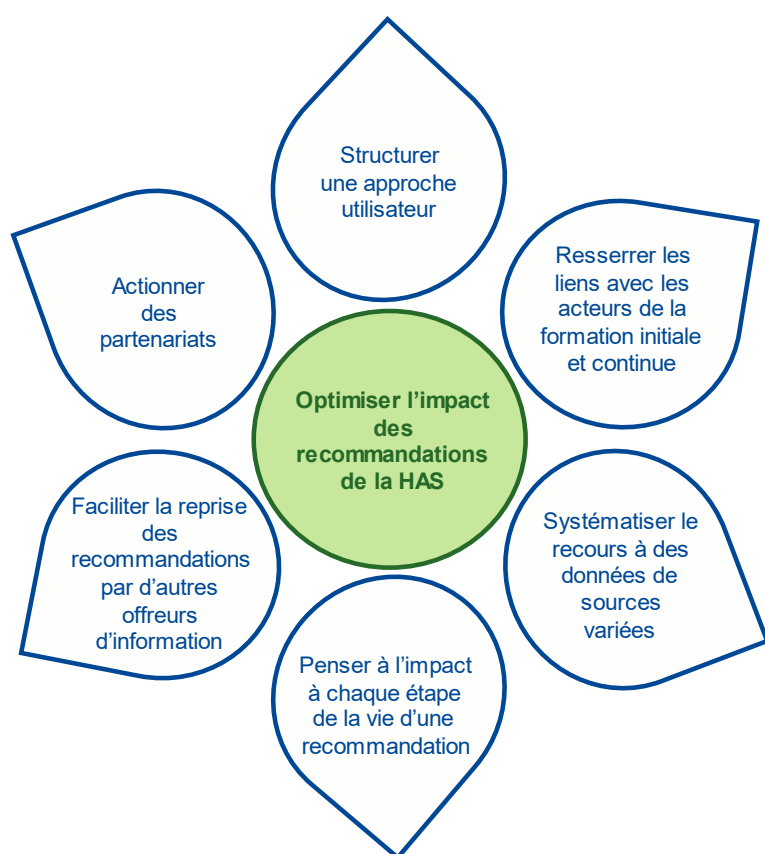 Structurer
une approche
utilisateur
Resserrer les
liens avec les
acteurs de la
formation initiale
et continue
Systématiser le
recours à des
données de
sources
variées
Penser à l’impact
à chaque étape
de la vie d’une
recommandation
Faciliter la reprise
des
recommandations
par d’autres
offreurs
d’information
Actionner
des
partenariats
Optimiser l’impact
des
recommandations
de la HAS